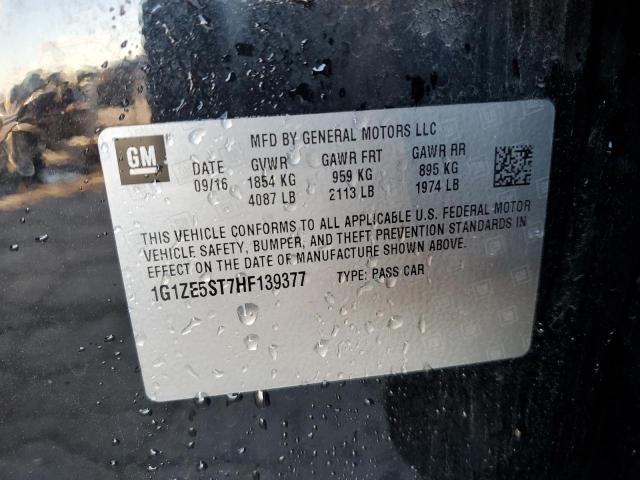 GM
MFD BY GENERAL MOTORS LLC
DATE GVWR GAWR FRT GAWR RR
09/16 1854 KG 959 KG 895 KG
4087 LB 2113 LB 1974 LB
THIS VEHICLE CONFORMS TO ALL APPLICABLE U.S. FEDERAL MOTOR
VEHICLE SAFETY, BUMPER, AND THEFT PREVENTION STANDARDS IN
EFFECT ON THE DATE OF MANUFACTURE SHOWN ABOVE.
1G1ZE5ST7HF139377 TYPE: PASS CAR